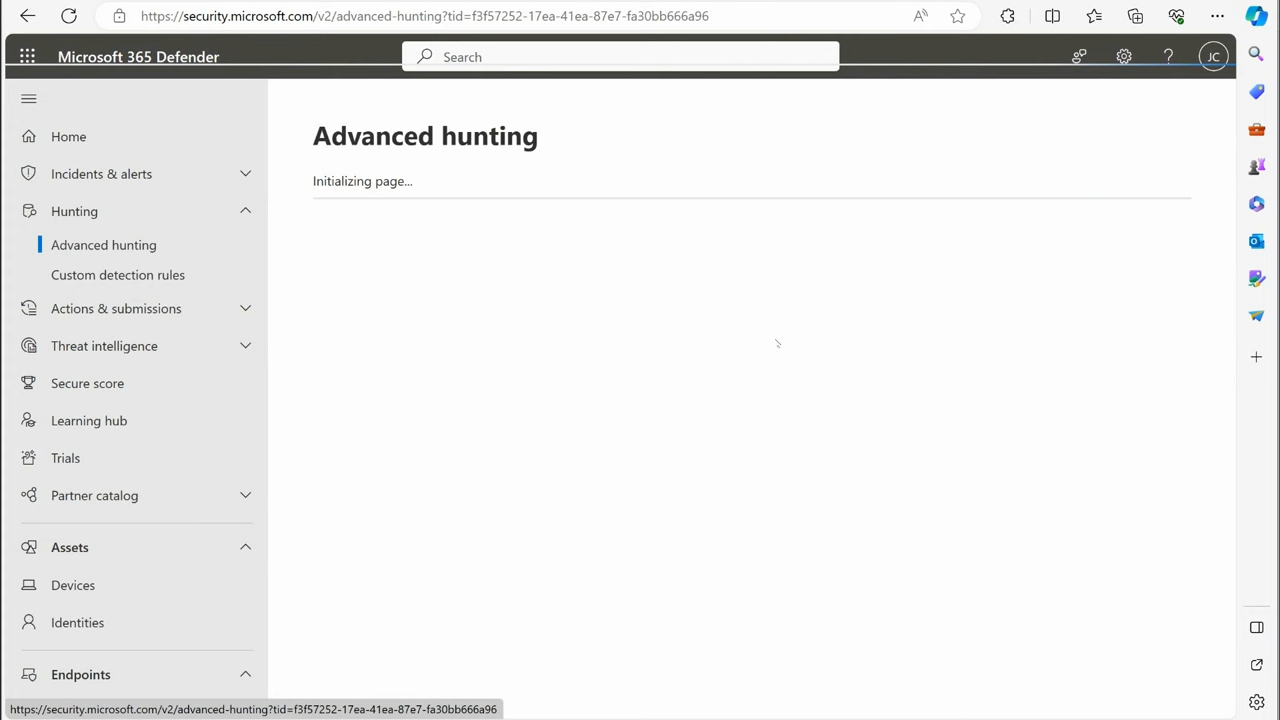 https://security.microsoft.com/v2/advanced-hunting?tid=f3f57252-17ea-41ea-87e7-fa30bb666a96
Microsoft 365 Defender
Search
JC
Home
Incidents & alerts
Hunting
Advanced hunting
Custom detection rules
Actions & submissions
Threat intelligence
Secure score
Learning hub
Trials
Partner catalog
Assets
Devices
Identities
Endpoints
Advanced hunting
Initializing page...
https://security.microsoft.com/v2/advanced-hunting?tid=f3f57252-17ea-41ea-87e7-fa30bb666a96